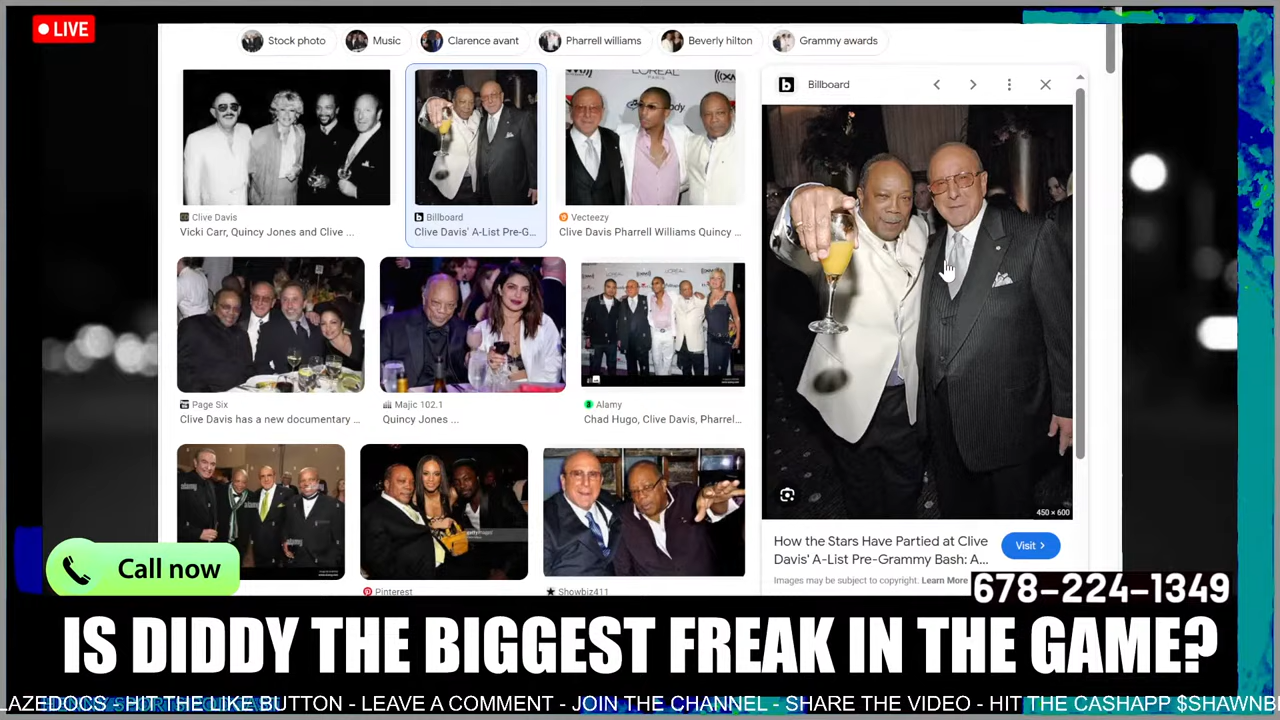 LIVE
Stock photo
Music
Clarence avant
Pharrell williams
Beverly hilton
Grammy awards
Billboard
L'OREAL
PARIS
Clive Davis
Vicki Carr, Quincy Jones and Clive ...
Billboard
Clive Davis' A-List Pre-G...
Vecteezy
Clive Davis Pharrell Williams Quincy ...
Page Six
Clive Davis has a new documentary ...
Majic 102.1
Quincy Jones ...
Alamy
Chad Hugo, Clive Davis, Pharrel...
450 × 600
How the Stars Have Partied at Clive
Davis' A-List Pre-Grammy Bash: A...
Visit
Images may be subject to copyright. Learn More
Pinterest
Showbiz411
Call now
678-224-1349
IS DIDDY THE BIGGEST FREAK IN THE GAME?
LAZEDOCS - HIT THE LIKE BUTTON - LEAVE A COMMENT - JOIN THE CHANNEL - SHARE THE VIDEO - HIT THE CASHAPP $SHAWNB